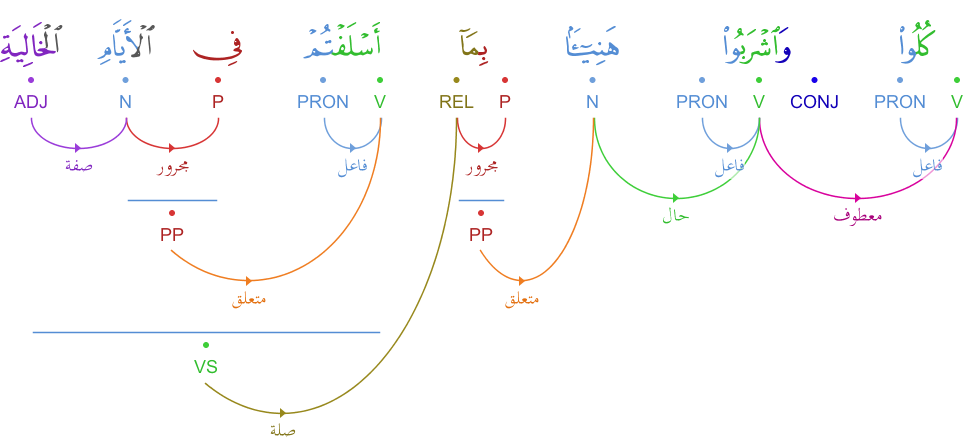 كُلُوا۟ وَٱشْرَبُوا۟ هَنِيٓـًٔۢا بِمَآ أَسْلَفْتُمْ فِى ٱلْأَيَّامِ ٱلْخَالِيَةِ
V PRON CONJ V PRON N P REL V PRON P N ADJ
فاعل فاعل مجرور فاعل مجرور صفة
معطوف حال
PP PP
متعلق متعلق
VS
صلة